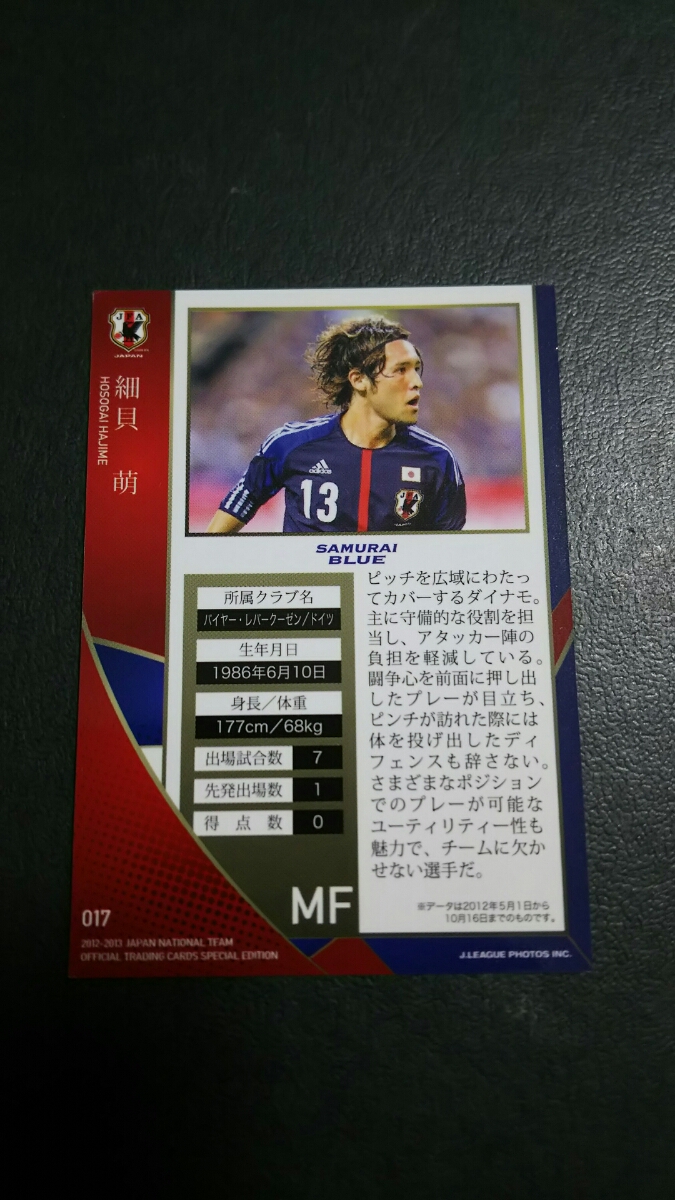 JFA
JAPAN
細貝 萌
HOSOGAI HAJIME
adidas
13
SAMURAI
BLUE
所属クラブ名
バイヤー・レバークーゼン/ドイツ
生年月日
1986年6月10日
身長/体重
177cm/68kg
出場試合数 7
先発出場数 1
得点数 0
MF
ピッチを広域にわたっ
てカバーするダイナモ。
主に守備的な役割を担
当し、アタッカー陣の
負担を軽減している。
闘争心を前面に押し出
したプレーが目立ち、
ピンチが訪れた際には
体を投げ出したディ
フェンスも辞さない。
さまざまなポジション
でのプレーが可能な
ユーティリティー性も
魅力で、チームに欠か
せない選手だ。
※データは2012年5月1日から
10月16日までのものです。
017
2012-2013 JAPAN NATIONAL TEAM
OFFICIAL TRADING CARDS SPECIAL EDITION
J.LEAGUE PHOTOS INC.